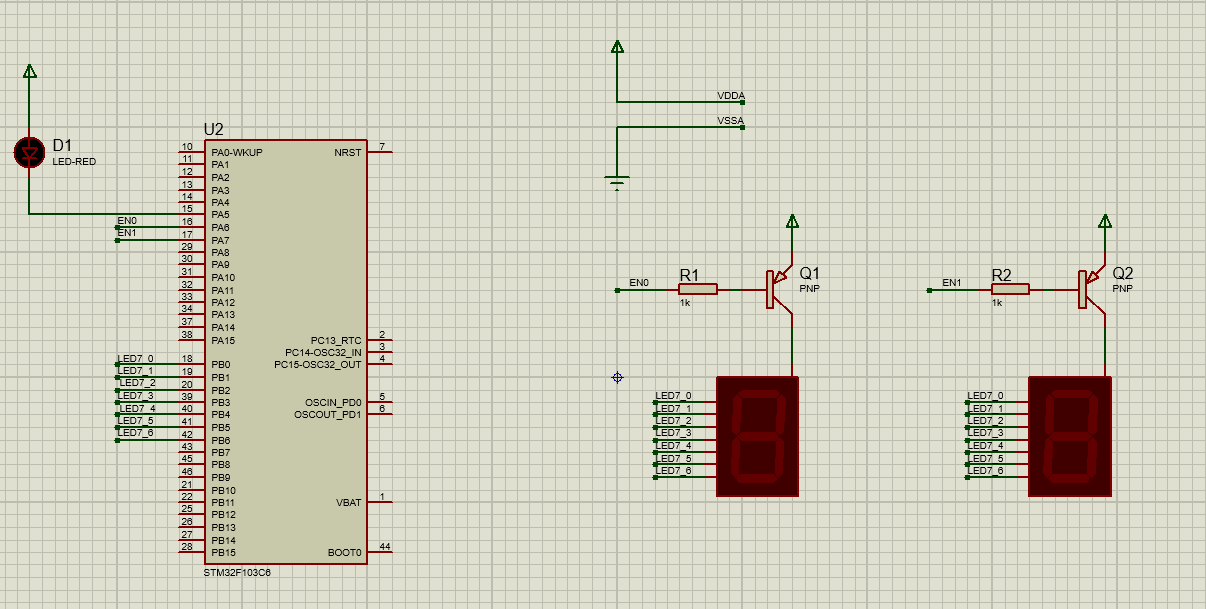 VDDA
VSSA
D1
LED-RED
U2
10 PA0-WKUP NRST 7
11 PA1
12 PA2
13 PA3
14 PA4
15 PA5
EN0 16 PA6
EN1 17 PA7
29 PA8
30 PA9
31 PA10
32 PA11
33 PA12
34 PA13
37 PA14
38 PA15
PC13_RTC 2
PC14-OSC32_IN 3
PC15-OSC32_OUT 4
LED7_0 18 PB0
LED7_1 19 PB1
LED7_2 20 PB2
LED7_3 39 PB3 OSCIN_PD0 5
LED7_4 40 PB4 OSCOUT_PD1 6
LED7_5 41 PB5
LED7_6 42 PB6
43 PB7
45 PB8
46 PB9
21 PB10
22 PB11 VBAT 1
25 PB12
26 PB13
27 PB14
28 PB15 BOOT0 44
STM32F103C6
EN0
R1
1k
Q1
PNP
LED7_0
LED7_1
LED7_2
LED7_3
LED7_4
LED7_5
LED7_6
EN1
R2
1k
Q2
PNP
LED7_0
LED7_1
LED7_2
LED7_3
LED7_4
LED7_5
LED7_6